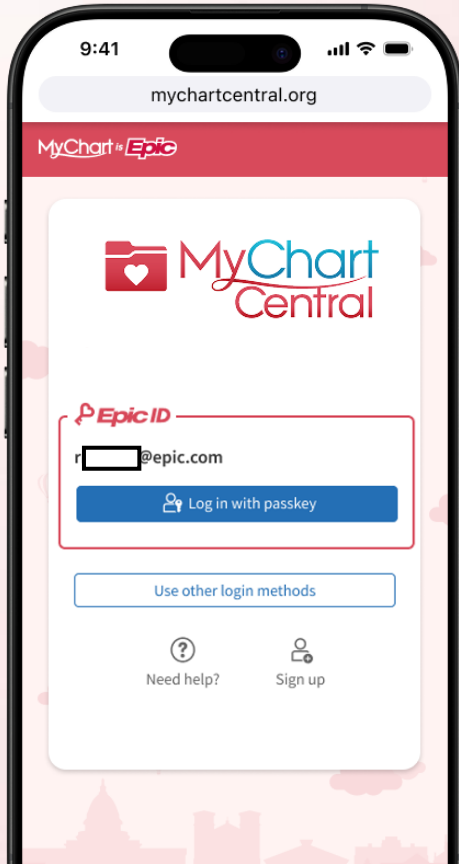 9:41
mychartcentral.org
MyChart is Epic
MyChart
Central
Epic ID
r @epic.com
Log in with passkey
Use other login methods
Need help? Sign up